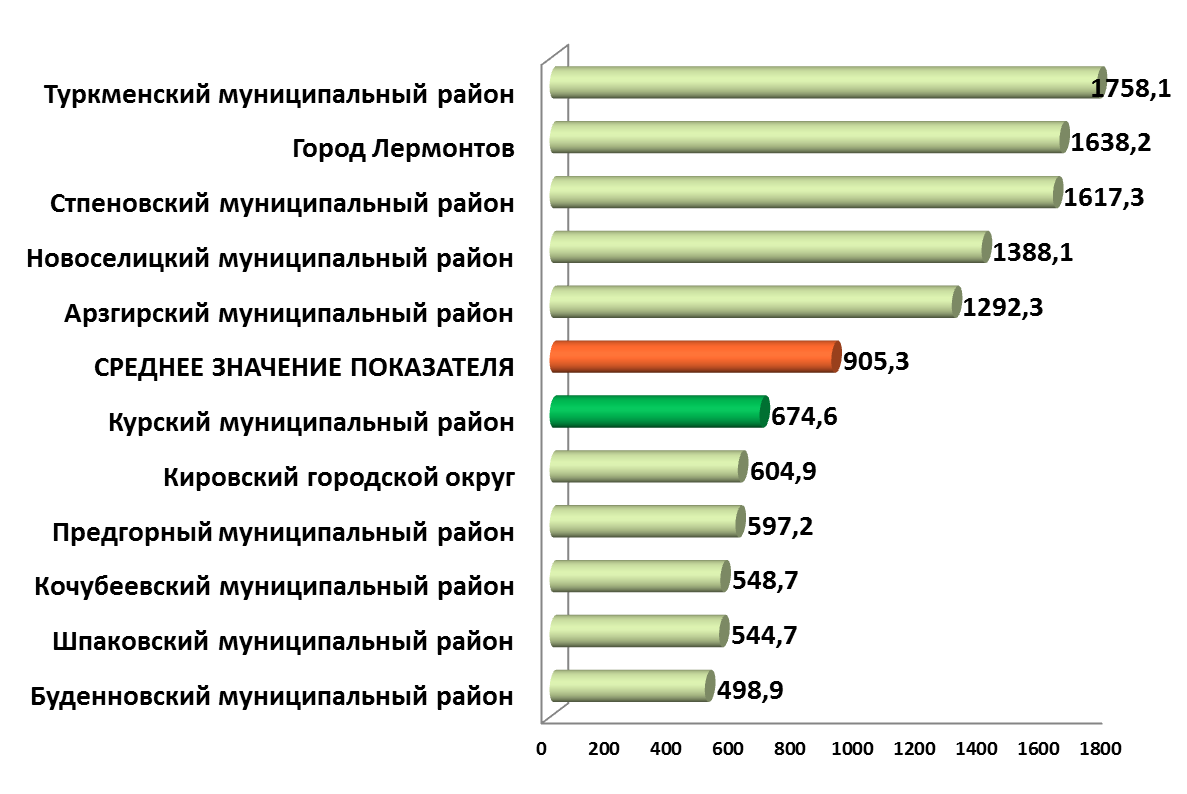 Туркменский муниципальный район 1758,1
Город Лермонтов 1638,2
Стпеновский муниципальный район 1617,3
Новоселицкий муниципальный район 1388,1
Арзгирский муниципальный район 1292,3
СРЕДНЕЕ ЗНАЧЕНИЕ ПОКАЗАТЕЛЯ 905,3
Курский муниципальный район 674,6
Кировский городской округ 604,9
Предгорный муниципальный район 597,2
Кочубеевский муниципальный район 548,7
Шпаковский муниципальный район 544,7
Буденновский муниципальный район 498,9
0 200 400 600 800 1000 1200 1400 1600 1800